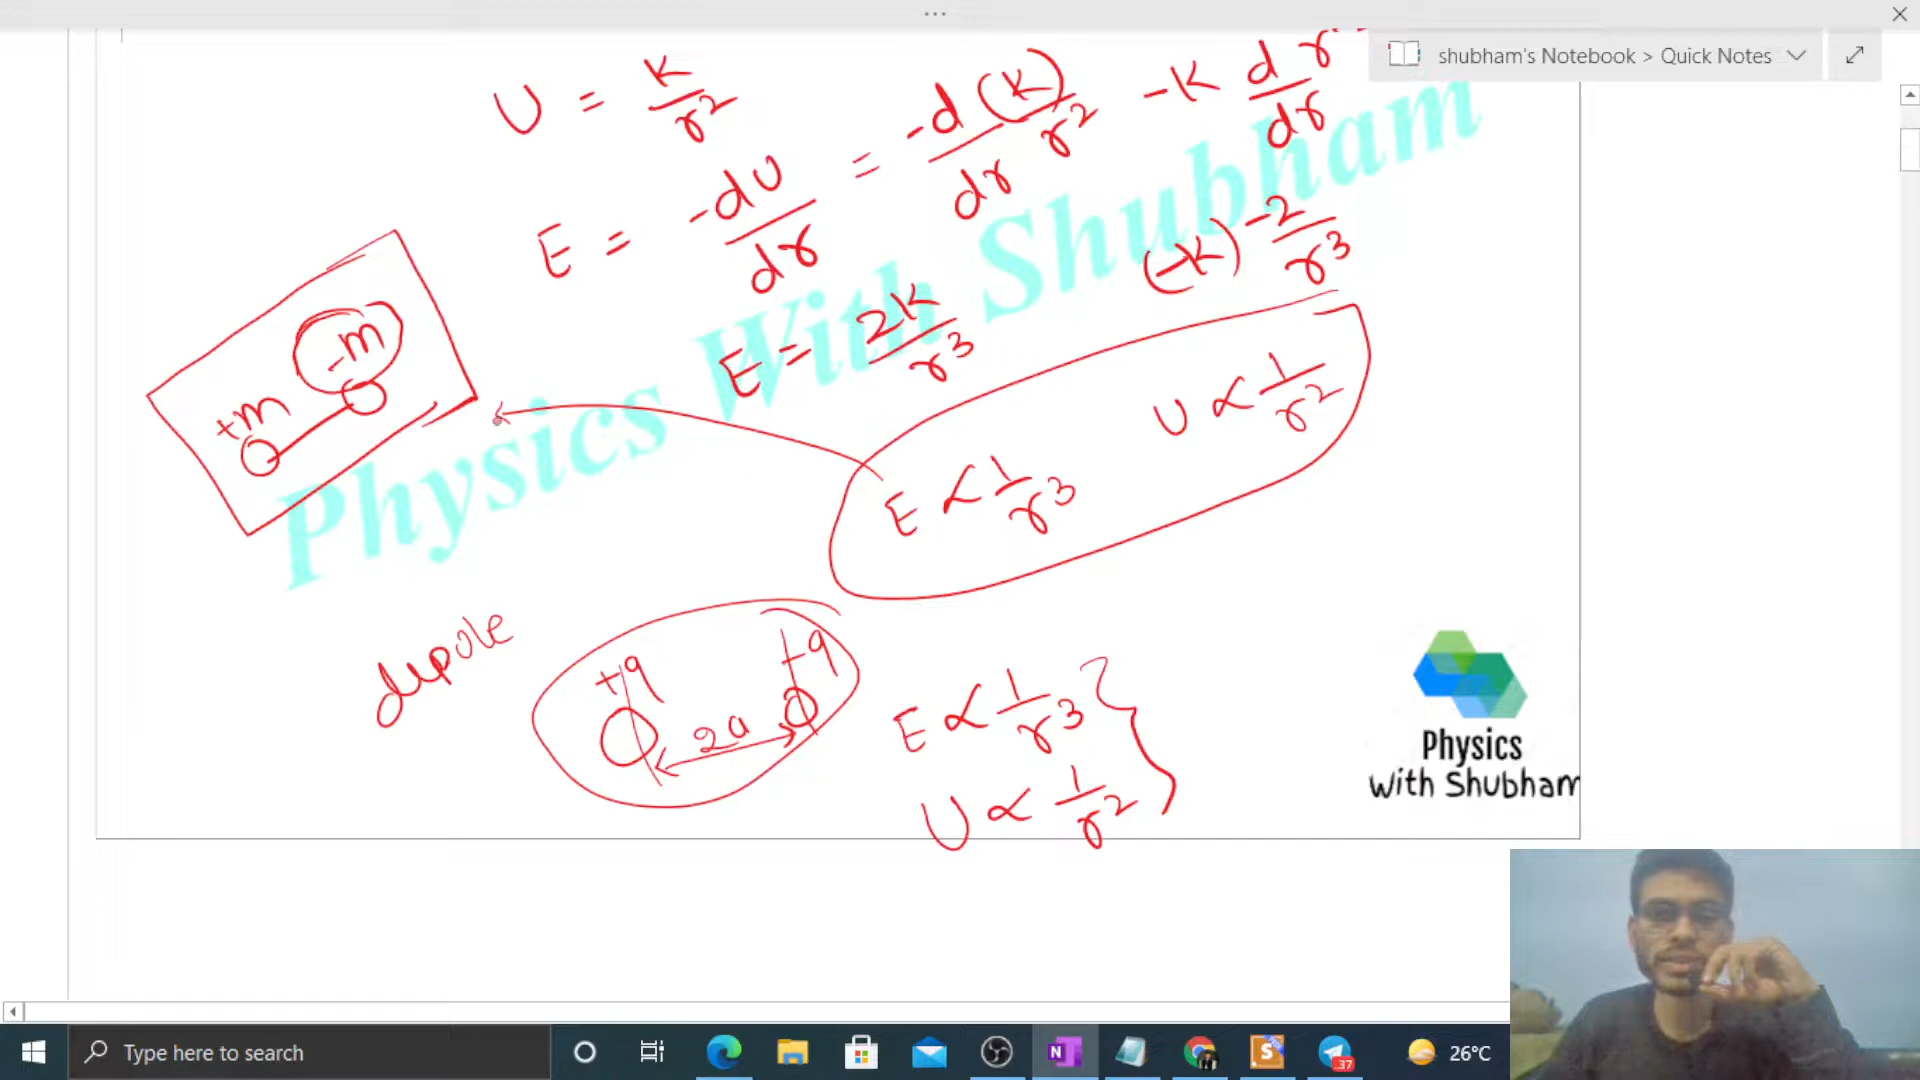 shubham's Notebook > Quick Notes
U = K/r²
E = -dU/dr = -d(K)/dr r² -K d/dr r
(-K) -2/r³
E = 2K/r³
+m -m
E ∝ 1/r³ U ∝ 1/r²
Physics With Shubham
dipole
+q 2a +q
E ∝ 1/r³
U ∝ 1/r²
Physics
With Shubham
Type here to search
37
26°C